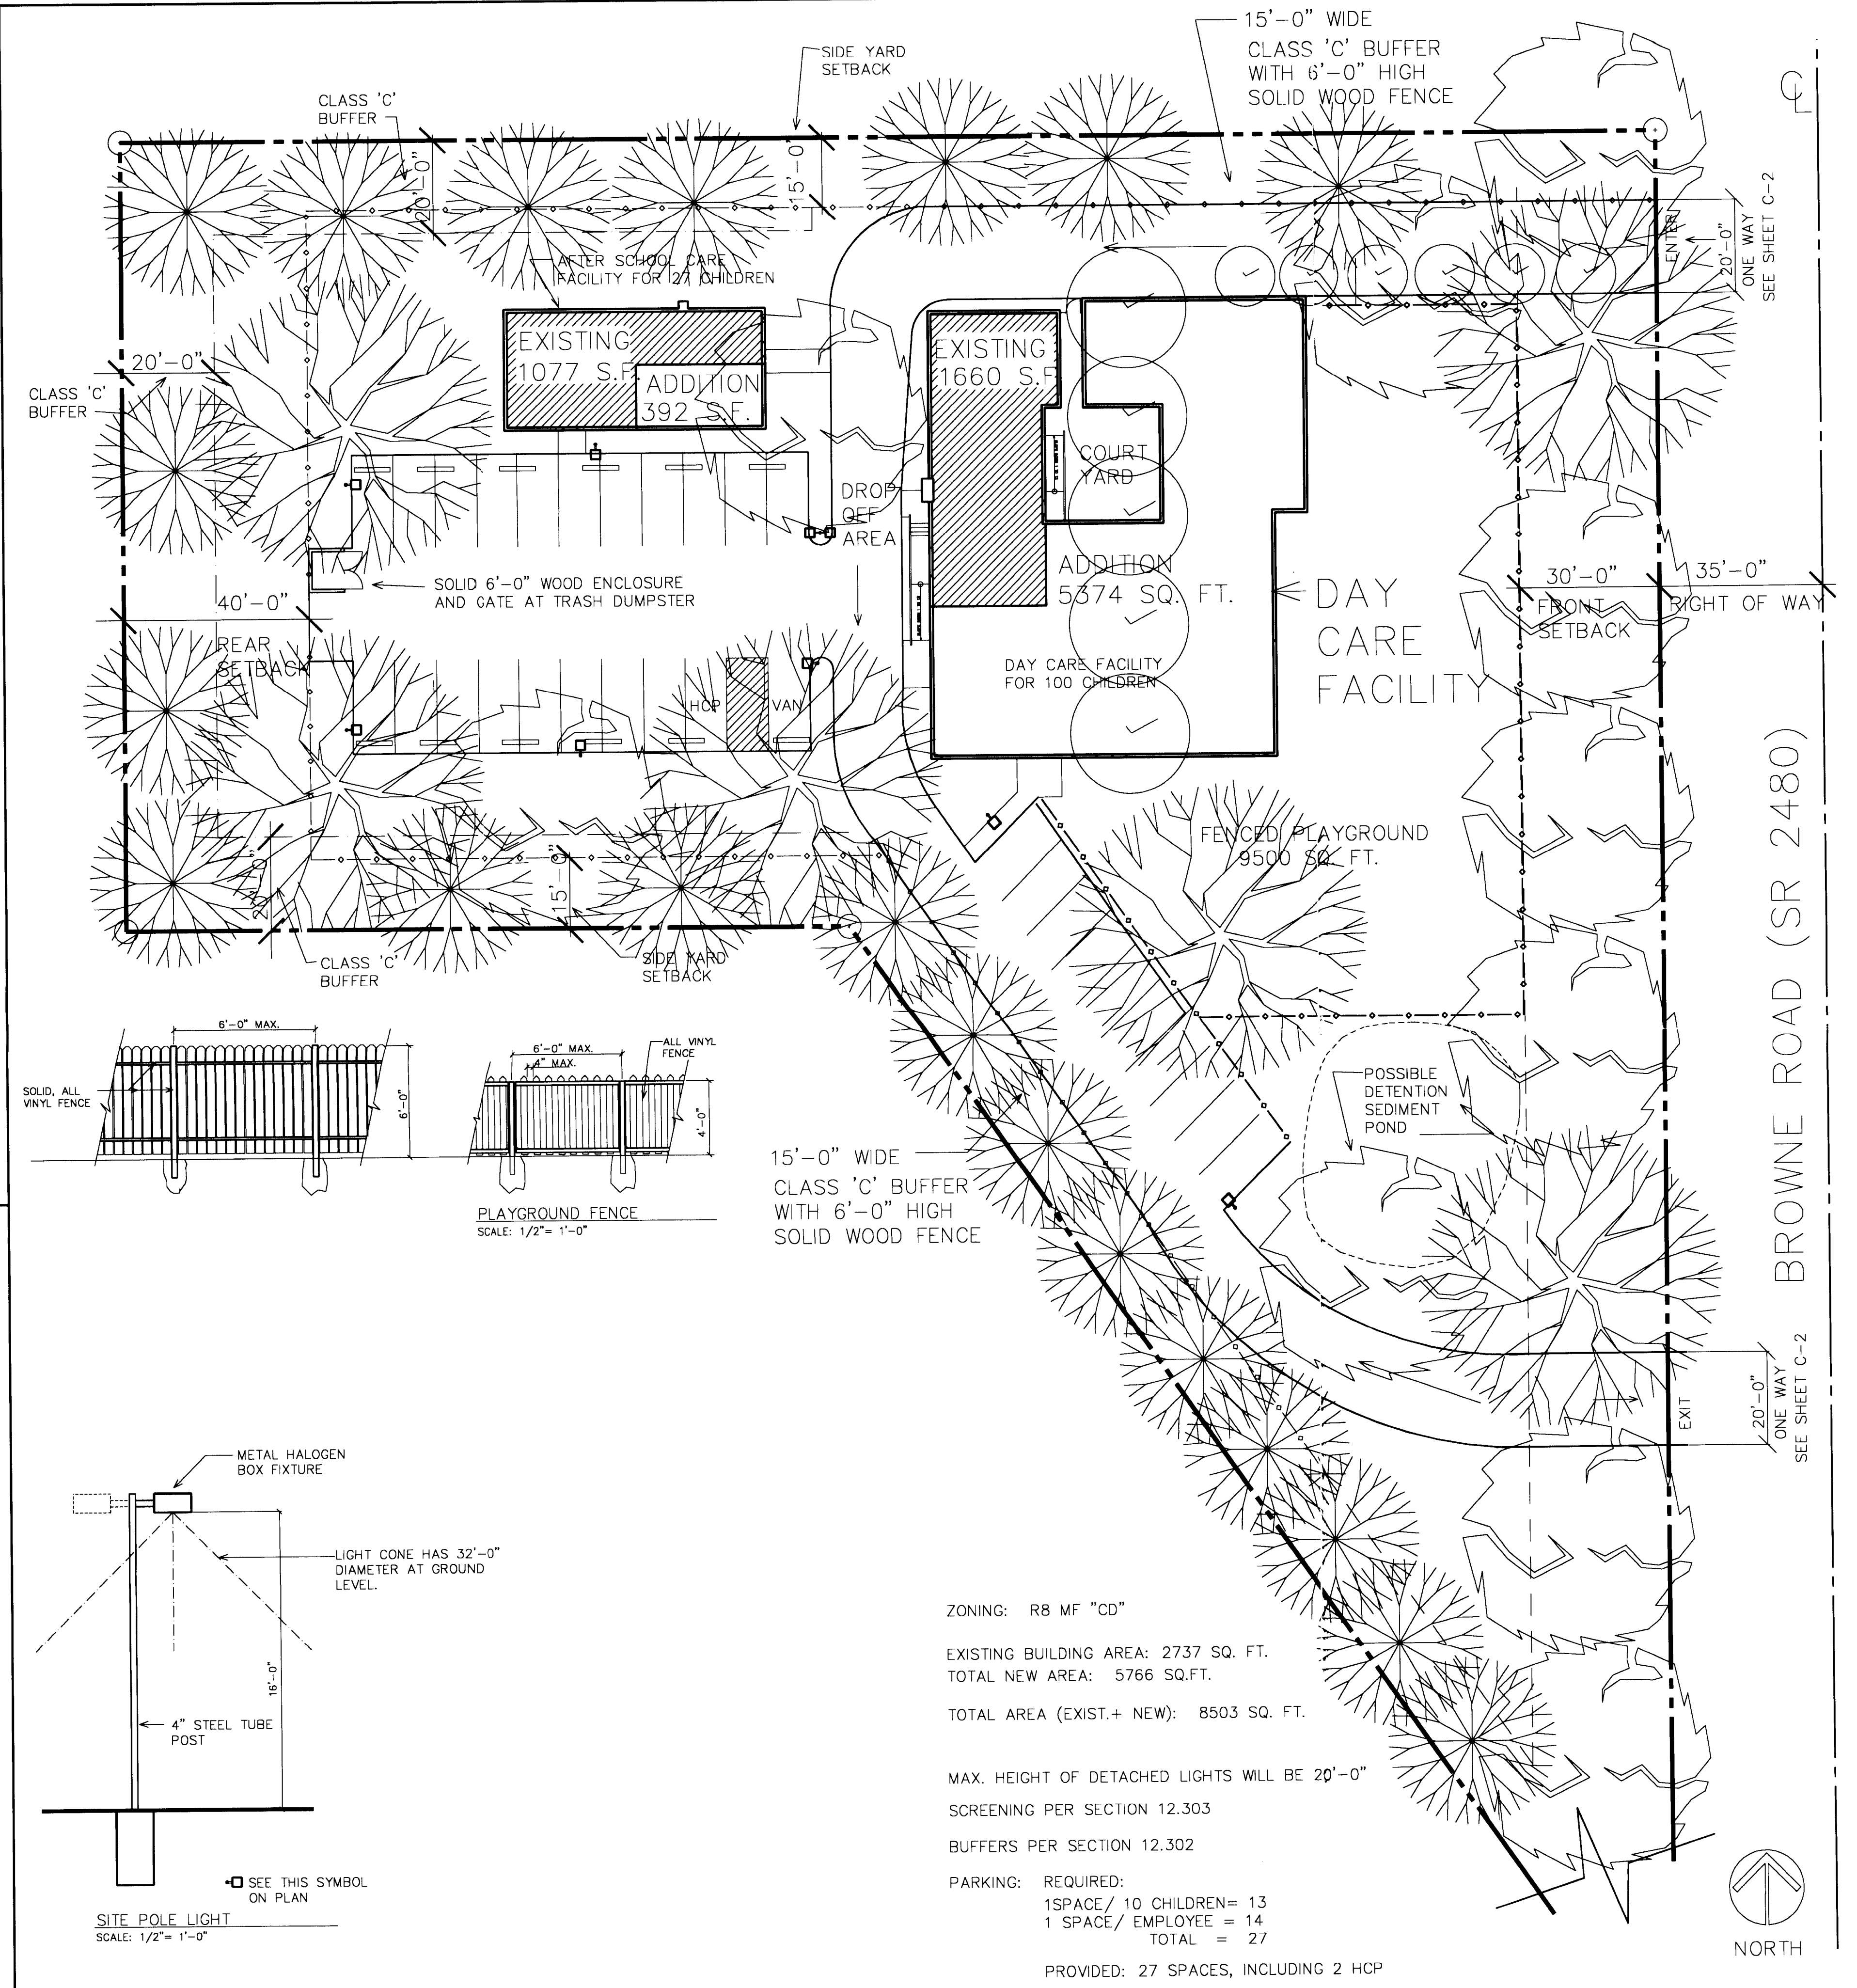 SIDE YARD
SETBACK
15'-0" WIDE
CLASS 'C' BUFFER
WITH 6'-0" HIGH
SOLID WOOD FENCE
CL
CLASS 'C'
BUFFER
20'-0"
15'-0"
ENTER
20'-0"
ONE WAY
SEE SHEET C-2
AFTER SCHOOL CARE
FACILITY FOR 27 CHILDREN
EXISTING
1077 S.F.
ADDITION
392 S.F.
EXISTING
1660 S.F.
20'-0"
CLASS 'C'
BUFFER
COURT
YARD
DROP
OFF
AREA
ADDITION
5374 SQ. FT.
DAY
CARE
FACILITY
30'-0"
FRONT
SETBACK
35'-0"
RIGHT OF WAY
SOLID 6'-0" WOOD ENCLOSURE
AND GATE AT TRASH DUMPSTER
40'-0"
REAR
SETBACK
DAY CARE FACILITY
FOR 100 CHILDREN
HCP
VAN
BROWNE ROAD (SR 2480)
FENCED PLAYGROUND
9500 SQ. FT.
20'-0"
15'-0"
CLASS 'C'
BUFFER
SIDE YARD
SETBACK
6'-0" MAX.
SOLID, ALL
VINYL FENCE
6'-0"
6'-0" MAX.
4" MAX.
ALL VINYL
FENCE
4'-0"
PLAYGROUND FENCE
SCALE: 1/2"= 1'-0"
POSSIBLE
DETENTION
SEDIMENT
POND
15'-0" WIDE
CLASS 'C' BUFFER
WITH 6'-0" HIGH
SOLID WOOD FENCE
EXIT
20'-0"
ONE WAY
SEE SHEET C-2
METAL HALOGEN
BOX FIXTURE
LIGHT CONE HAS 32'-0"
DIAMETER AT GROUND
LEVEL.
16'-0"
4" STEEL TUBE
POST
SEE THIS SYMBOL
ON PLAN
SITE POLE LIGHT
SCALE: 1/2"= 1'-0"
ZONING: R8 MF "CD"
EXISTING BUILDING AREA: 2737 SQ. FT.
TOTAL NEW AREA: 5766 SQ.FT.
TOTAL AREA (EXIST.+ NEW): 8503 SQ. FT.
MAX. HEIGHT OF DETACHED LIGHTS WILL BE 20'-0"
SCREENING PER SECTION 12.303
BUFFERS PER SECTION 12.302
PARKING: REQUIRED:
1SPACE/ 10 CHILDREN= 13
1 SPACE/ EMPLOYEE = 14
TOTAL = 27
PROVIDED: 27 SPACES, INCLUDING 2 HCP
NORTH